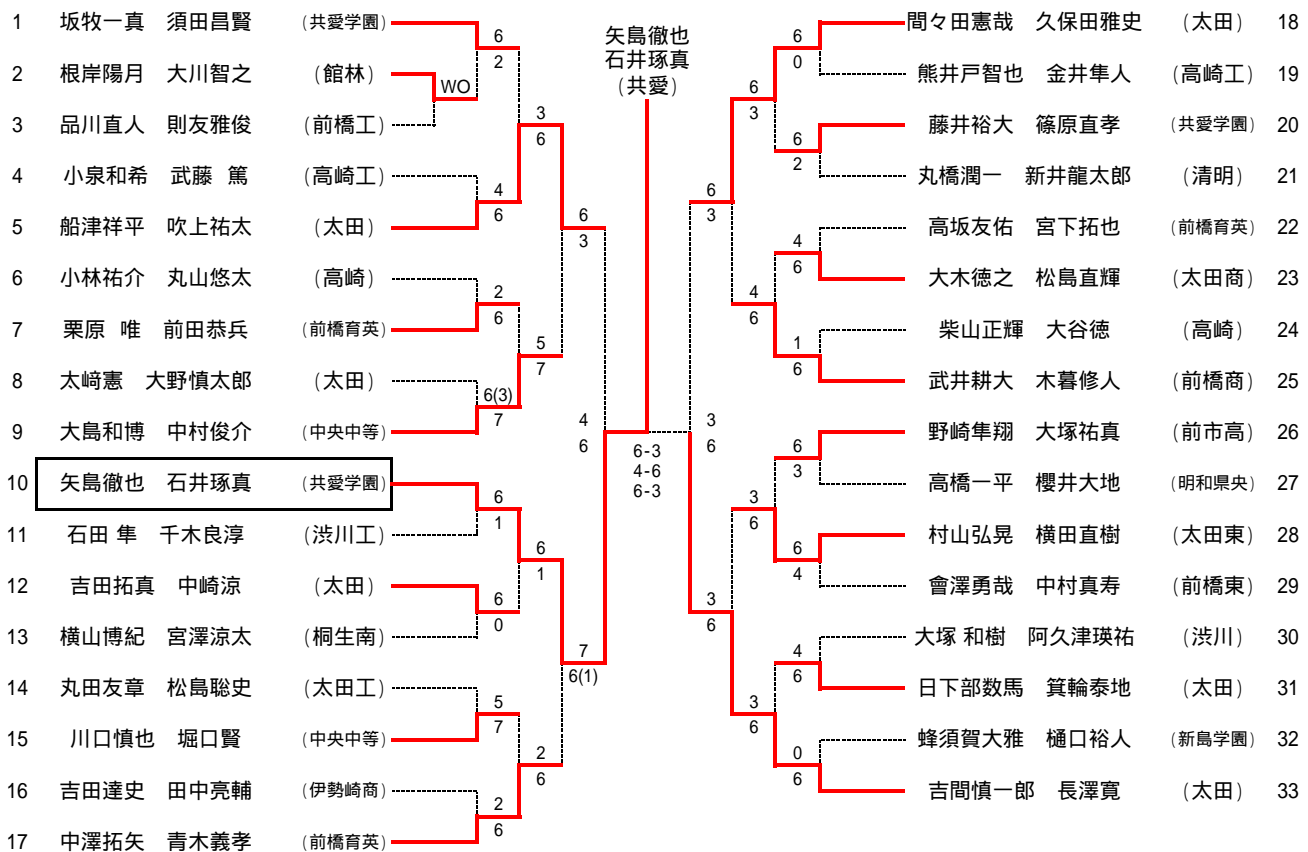 1 坂牧一真 須田昌賢 (共愛学園)
2 根岸陽月 大川智之 (館林)
3 品川直人 則友雅俊 (前橋工)
4 小泉和希 武藤 篤 (高崎工)
5 船津祥平 吹上祐太 (太田)
6 小林祐介 丸山悠太 (高崎)
7 栗原 唯 前田恭兵 (前橋育英)
8 太﨑憲 大野慎太郎 (太田)
9 大島和博 中村俊介 (中央中等)
10 矢島徹也 石井琢真 (共愛学園)
11 石田 隼 千木良淳 (渋川工)
12 吉田拓真 中崎涼 (太田)
13 横山博紀 宮澤涼太 (桐生南)
14 丸田友章 松島聡史 (太田工)
15 川口慎也 堀口賢 (中央中等)
16 吉田達史 田中亮輔 (伊勢崎商)
17 中澤拓矢 青木義孝 (前橋育英)
6
2
WO
4
6
2
6
6(3)
7
6
1
6
0
5
7
2
6
3
6
5
7
6
1
2
6
6
3
7
6(1)
4
6
矢島徹也
石井琢真
(共愛)
6-3
4-6
6-3
3
6
6
3
3
6
6
3
4
6
3
6
3
6
6
0
6
2
4
6
1
6
6
3
6
4
4
6
0
6
間々田憲哉 久保田雅史 (太田) 18
熊井戸智也 金井隼人 (高崎工) 19
藤井裕大 篠原直孝 (共愛学園) 20
丸橋潤一 新井龍太郎 (清明) 21
高坂友佑 宮下拓也 (前橋育英) 22
大木徳之 松島直輝 (太田商) 23
柴山正輝 大谷徳 (高崎) 24
武井耕大 木暮修人 (前橋商) 25
野崎隼翔 大塚祐真 (前市高) 26
高橋一平 櫻井大地 (明和県央) 27
村山弘晃 横田直樹 (太田東) 28
會澤勇哉 中村真寿 (前橋東) 29
大塚 和樹 阿久津瑛祐 (渋川) 30
日下部数馬 箕輪泰地 (太田) 31
蜂須賀大雅 樋口裕人 (新島学園) 32
吉間慎一郎 長澤寛 (太田) 33